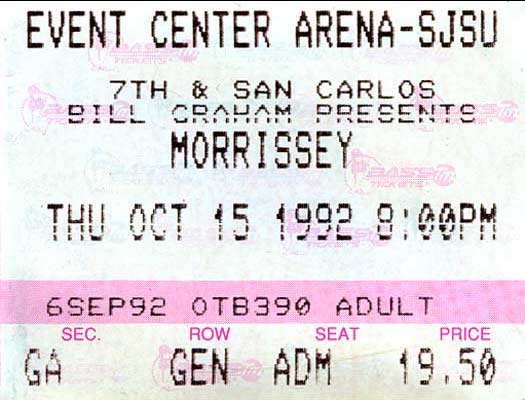 EVENT CENTER ARENA-SJSU
7TH & SAN CARLOS
BILL GRAHAM PRESENTS
MORRISSEY
THU OCT 15 1992 8:00PM
6SEP92 OTB390 ADULT
SEC. ROW SEAT PRICE
GA GEN ADM 19.50